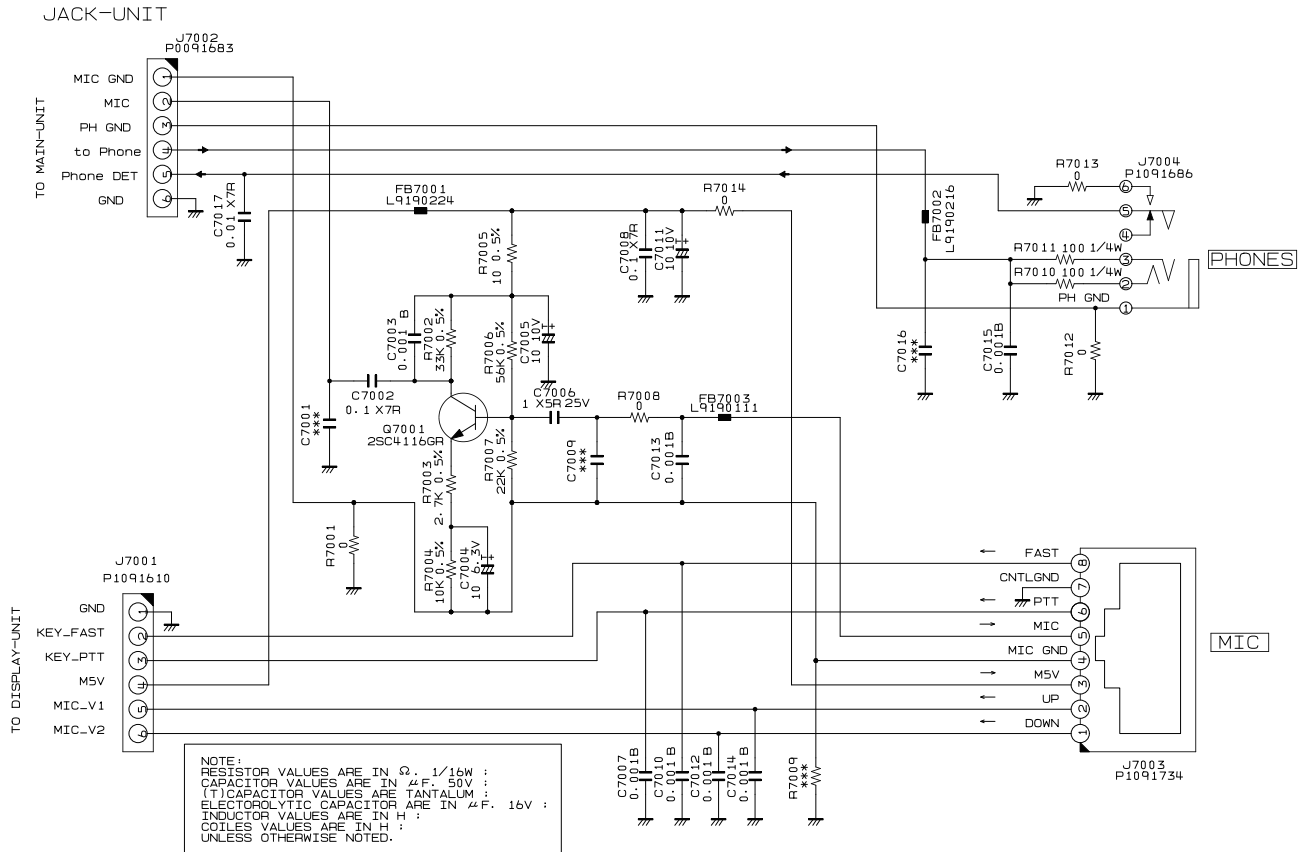 JACK-UNIT
J7002
P0091683
TO MAIN-UNIT
MIC GND
1
MIC
2
PH GND
3
to Phone
4
Phone DET
5
GND
6
C7017
0.01 X7R
FB7001
L9190224
R7005
10 0.5%
C7008
0.1 X7R
C7011
10 10V
R7014
0
FB7002
L9190216
R7013
0
J7004
P1091686
6
5
4
R7011 100 1/4W
3
R7010 100 1/4W
2
PH GND
1
PHONES
C7016
***
C7015
0.001B
R7012
0
C7003
0.001 B
R7002
33K 0.5%
R7006
56K 0.5%
C7005
10 10V
C7001
***
C7002
0.1 X7R
Q7001
2SC4116GR
C7006
1 X5R 25V
R7008
0
FB7003
L9190111
R7003
2.7K 0.5%
R7007
22K 0.5%
C7009
***
C7013
0.001B
R7001
0
R7004
10K 0.5%
C7004
10 6.3V
J7001
P1091610
TO DISPLAY-UNIT
GND
1
KEY_FAST
2
KEY_PTT
3
M5V
4
MIC_V1
5
MIC_V2
6
FAST
8
CNTLGND
7
PTT
6
MIC
5
MIC GND
4
M5V
3
UP
2
DOWN
1
MIC
J7003
P1091734
C7007
0.001B
C7010
0.001 B
C7012
0.001 B
C7014
0.001 B
R7009
***
NOTE:
RESISTOR VALUES ARE IN Ω. 1/16W :
CAPACITOR VALUES ARE IN μF. 50V :
(T)CAPACITOR VALUES ARE TANTALUM :
ELECTOROLYTIC CAPACITOR ARE IN μF. 16V :
INDUCTOR VALUES ARE IN H :
COILES VALUES ARE IN H :
UNLESS OTHERWISE NOTED.